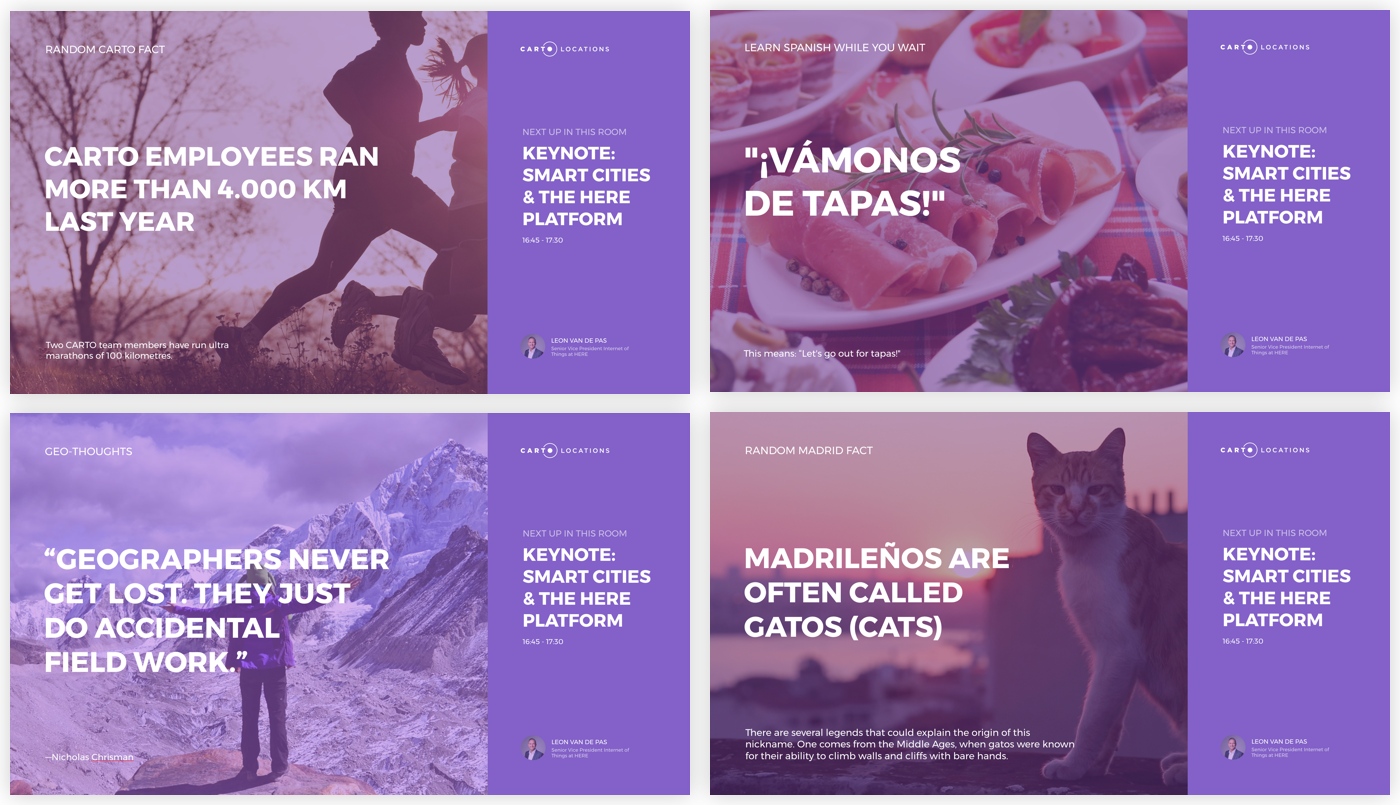 RANDOM CARTO FACT
CARTO EMPLOYEES RAN
MORE THAN 4.000 KM
LAST YEAR
Two CARTO team members have run ultra
marathons of 100 kilometres.
CARTO LOCATIONS
NEXT UP IN THIS ROOM
KEYNOTE:
SMART CITIES
& THE HERE
PLATFORM
16:45 - 17:30
LEON VAN DE PAS
Senior Vice President Internet of
Things at HERE
LEARN SPANISH WHILE YOU WAIT
"¡VÁMONOS
DE TAPAS!"
This means: "Let's go out for tapas!"
CARTO LOCATIONS
NEXT UP IN THIS ROOM
KEYNOTE:
SMART CITIES
& THE HERE
PLATFORM
16:45 - 17:30
LEON VAN DE PAS
Senior Vice President Internet of
Things at HERE
GEO-THOUGHTS
“GEOGRAPHERS NEVER
GET LOST. THEY JUST
DO ACCIDENTAL
FIELD WORK.”
—Nicholas Chrisman
CARTO LOCATIONS
NEXT UP IN THIS ROOM
KEYNOTE:
SMART CITIES
& THE HERE
PLATFORM
16:45 - 17:30
LEON VAN DE PAS
Senior Vice President Internet of
Things at HERE
RANDOM MADRID FACT
MADRILEÑOS ARE
OFTEN CALLED
GATOS (CATS)
There are several legends that could explain the origin of this
nickname. One comes from the Middle Ages, when gatos were known
for their ability to climb walls and cliffs with bare hands.
CARTO LOCATIONS
NEXT UP IN THIS ROOM
KEYNOTE:
SMART CITIES
& THE HERE
PLATFORM
16:45 - 17:30
LEON VAN DE PAS
Senior Vice President Internet of
Things at HERE